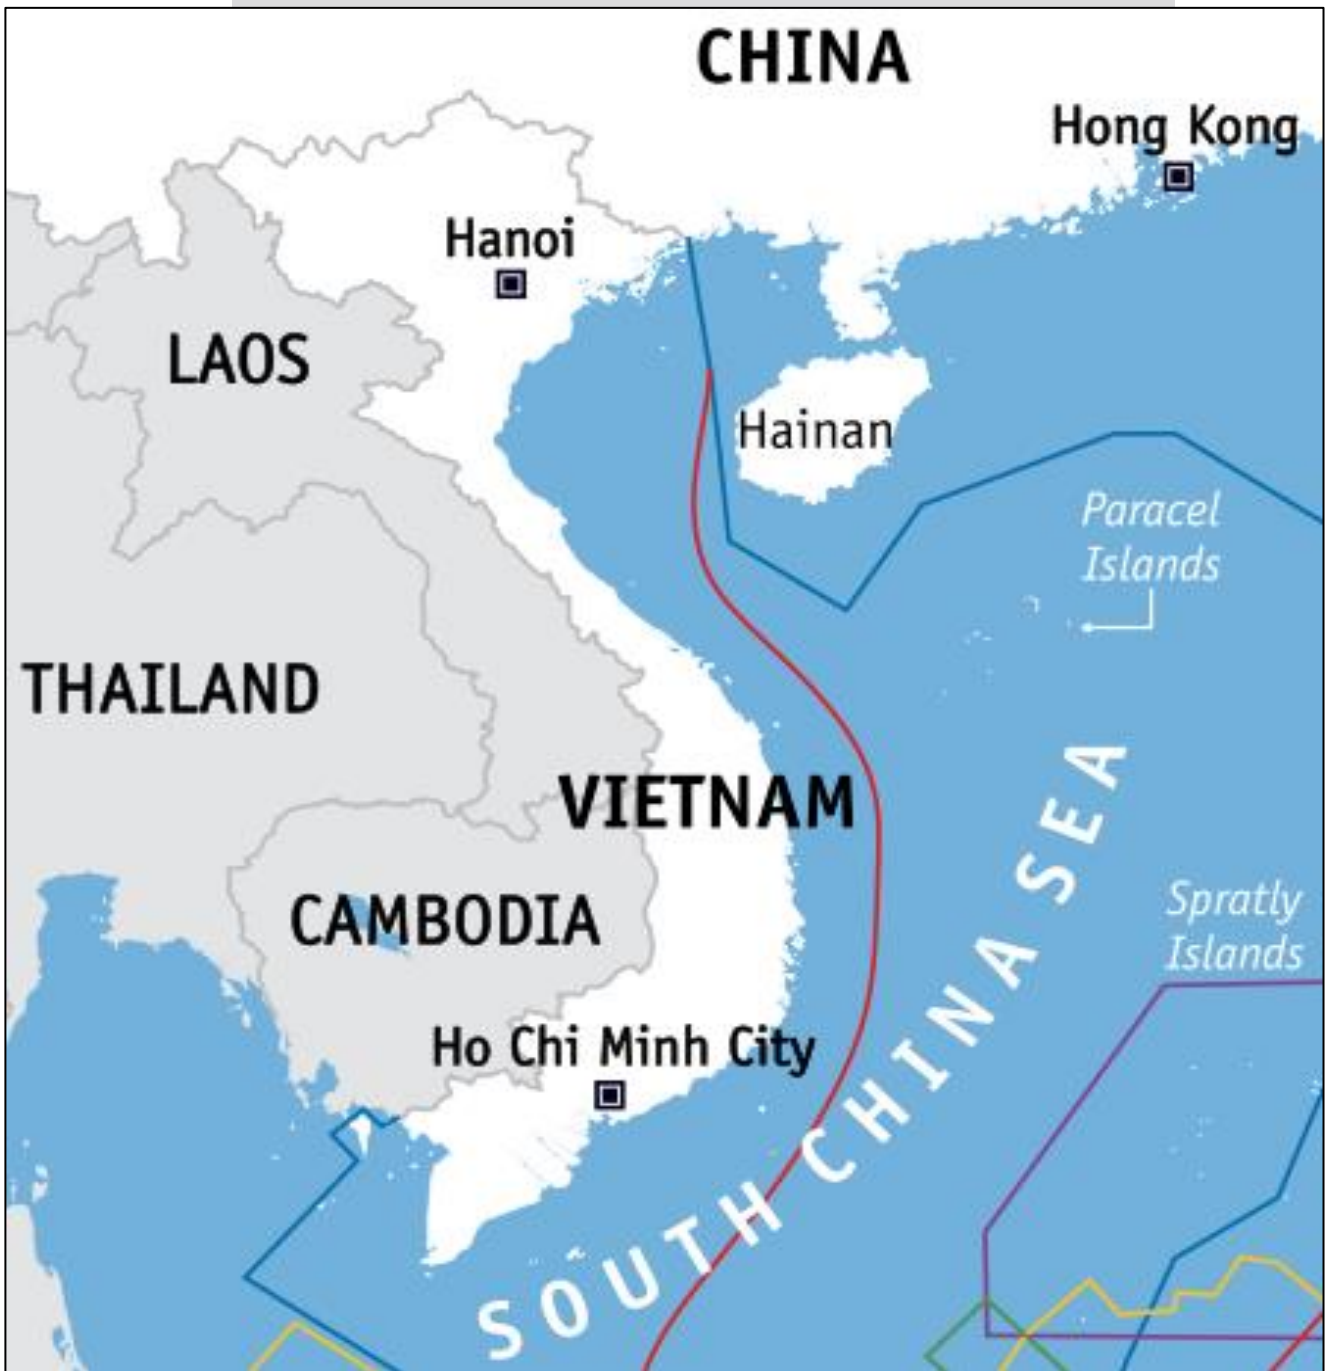 CHINA
Hong Kong
Hanoi
LAOS
Hainan
Paracel
Islands
THAILAND
VIETNAM
CAMBODIA
Spratly
Islands
Ho Chi Minh City
SOUTH CHINA SEA